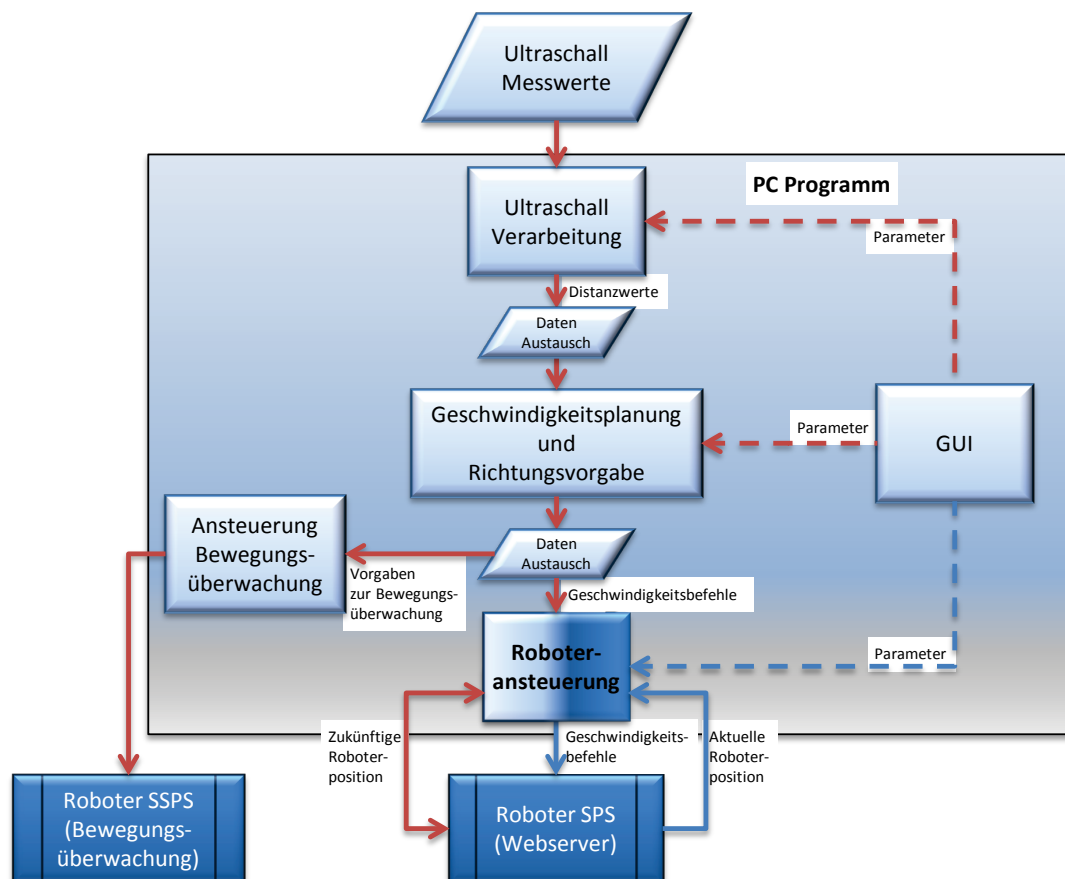 Ultraschall
Messwerte
PC Programm
Ultraschall
Verarbeitung
Parameter
Distanzwerte
Daten
Austausch
Geschwindigkeitsplanung
und
Richtungsvorgabe
Parameter
GUI
Ansteuerung
Bewegungs-
überwachung
Vorgaben
zur Bewegungs-
überwachung
Daten
Austausch
Geschwindigkeitsbefehle
Roboter-
ansteuerung
Parameter
Zukünftige
Roboter-
position
Geschwindigkeits-
befehle
Aktuelle
Roboter-
position
Roboter SSPS
(Bewegungs-
überwachung)
Roboter SPS
(Webserver)